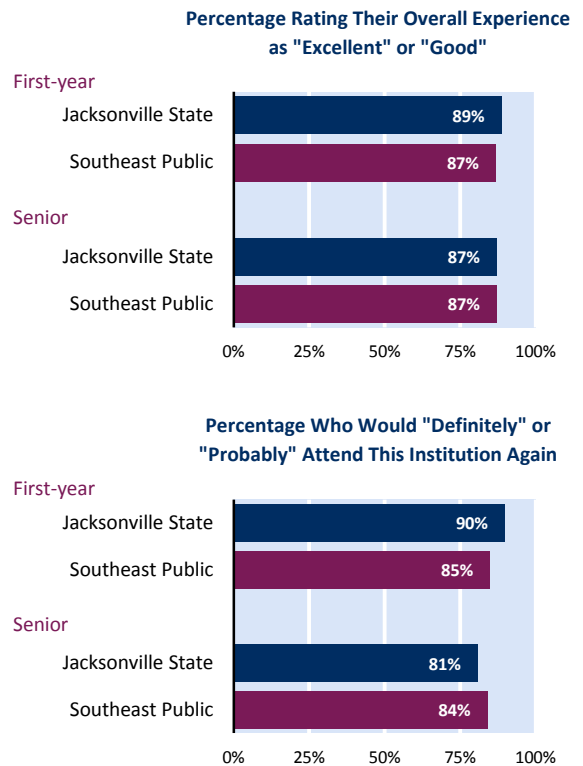 Percentage Rating Their Overall Experience
as "Excellent" or "Good"
First-year
Jacksonville State
89%
Southeast Public
87%
Senior
Jacksonville State
87%
Southeast Public
87%
0% 25% 50% 75% 100%
Percentage Who Would "Definitely" or
"Probably" Attend This Institution Again
First-year
Jacksonville State
90%
Southeast Public
85%
Senior
Jacksonville State
81%
Southeast Public
84%
0% 25% 50% 75% 100%